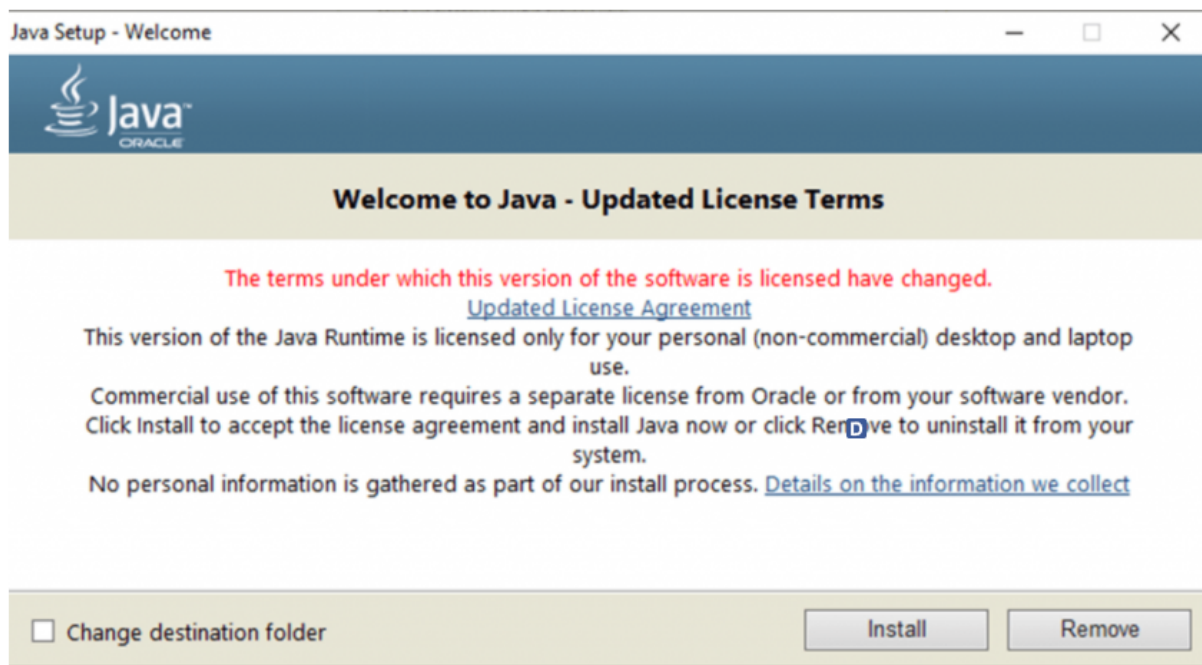 Java Setup - Welcome
Java™
ORACLE
Welcome to Java - Updated License Terms
The terms under which this version of the software is licensed have changed.
Updated License Agreement
This version of the Java Runtime is licensed only for your personal (non-commercial) desktop and laptop
use.
Commercial use of this software requires a separate license from Oracle or from your software vendor.
Click Install to accept the license agreement and install Java now or click RemDve to uninstall it from your
system.
No personal information is gathered as part of our install process. Details on the information we collect
Change destination folder
Install
Remove